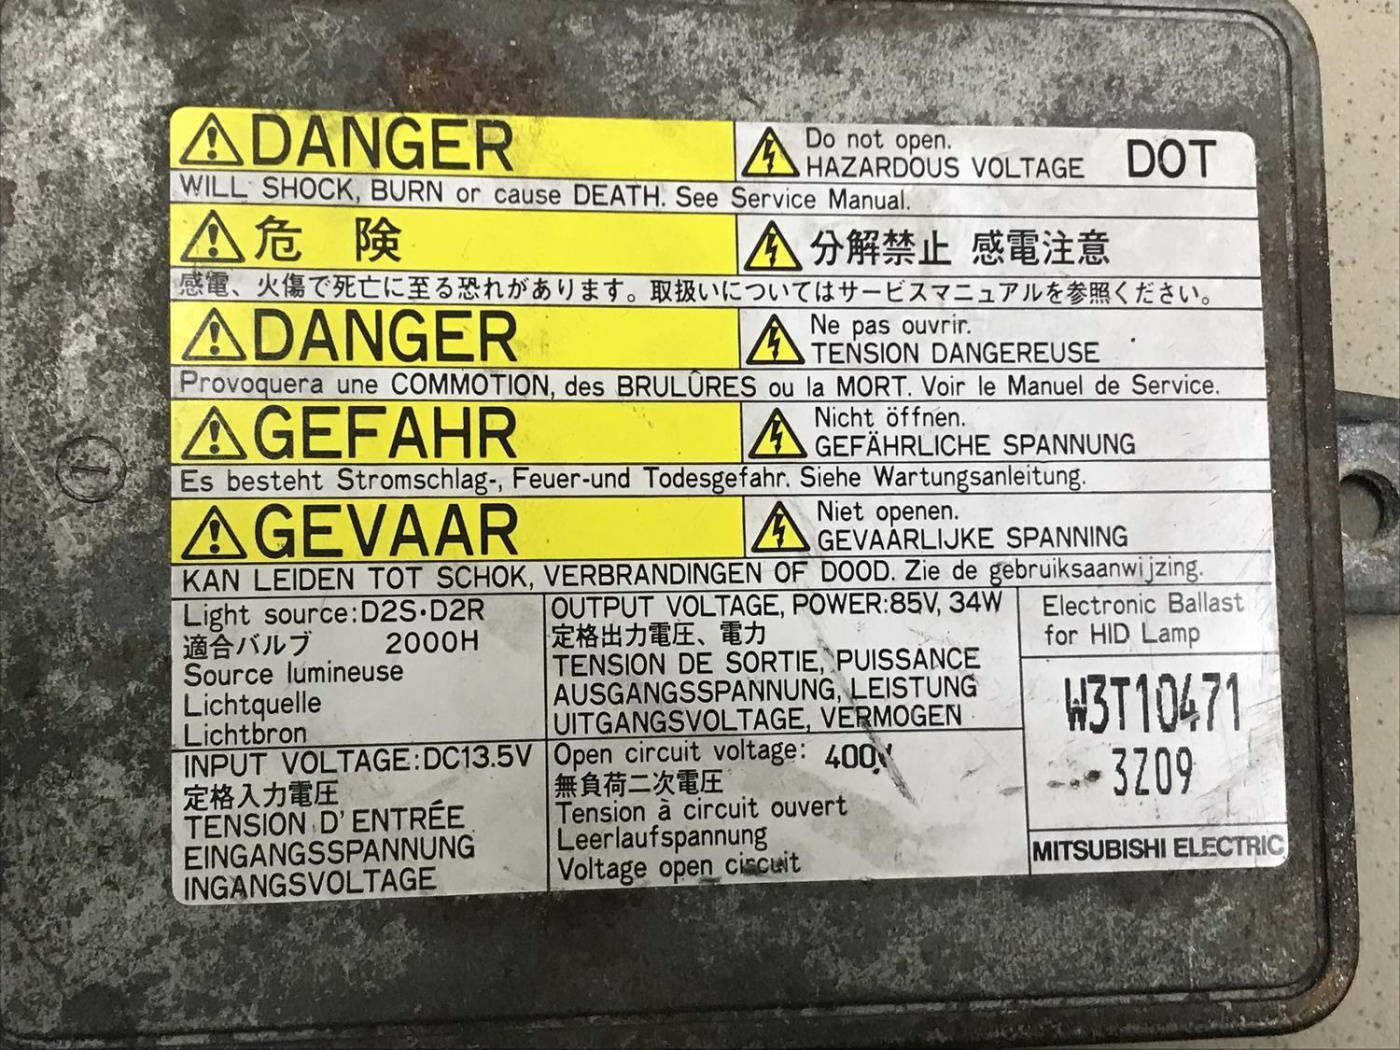 DANGER
Do not open.
HAZARDOUS VOLTAGE
DOT
WILL SHOCK, BURN or cause DEATH. See Service Manual.
危 険
分解禁止 感電注意
感電、火傷で死亡に至る恐れがあります。取扱いについてはサービスマニュアルを参照ください。
DANGER
Ne pas ouvrir.
TENSION DANGEREUSE
Provoquera une COMMOTION, des BRULÛRES ou la MORT. Voir le Manuel de Service.
GEFAHR
Nicht öffnen.
GEFÄHRLICHE SPANNUNG
Es besteht Stromschlag-, Feuer-und Todesgefahr. Siehe Wartungsanleitung.
GEVAAR
Niet openen.
GEVAARLIJKE SPANNING
KAN LEIDEN TOT SCHOK, VERBRANDINGEN OF DOOD. Zie de gebruiksaanwijzing.
Light source:D2S・D2R
適合バルブ 2000H
Source lumineuse
Lichtquelle
Lichtbron
INPUT VOLTAGE:DC13.5V
定格入力電圧
TENSION D'ENTRÉE
EINGANGSSPANNUNG
INGANGSVOLTAGE
OUTPUT VOLTAGE, POWER:85V, 34W
定格出力電圧、電力
TENSION DE SORTIE, PUISSANCE
AUSGANGSSPANNUNG, LEISTUNG
UITGANGSVOLTAGE, VERMOGEN
Open circuit voltage: 400V
無負荷二次電圧
Tension à circuit ouvert
Leerlaufspannung
Voltage open circuit
Electronic Ballast
for HID Lamp
W3T10471
3Z09
MITSUBISHI ELECTRIC